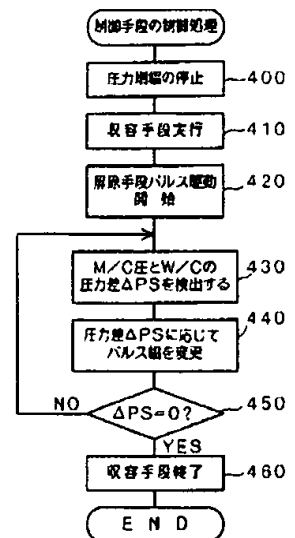 制御手段の制御処理
圧力増幅の停止
400
収容手段実行
410
解除手段パルス駆動
開始
420
M/C圧とW/Cの
圧力差ΔPSを検出する
430
圧力差ΔPSに応じて
パルス幅を変更
440
ΔPS=0?
450
NO
YES
収容手段終了
460
END